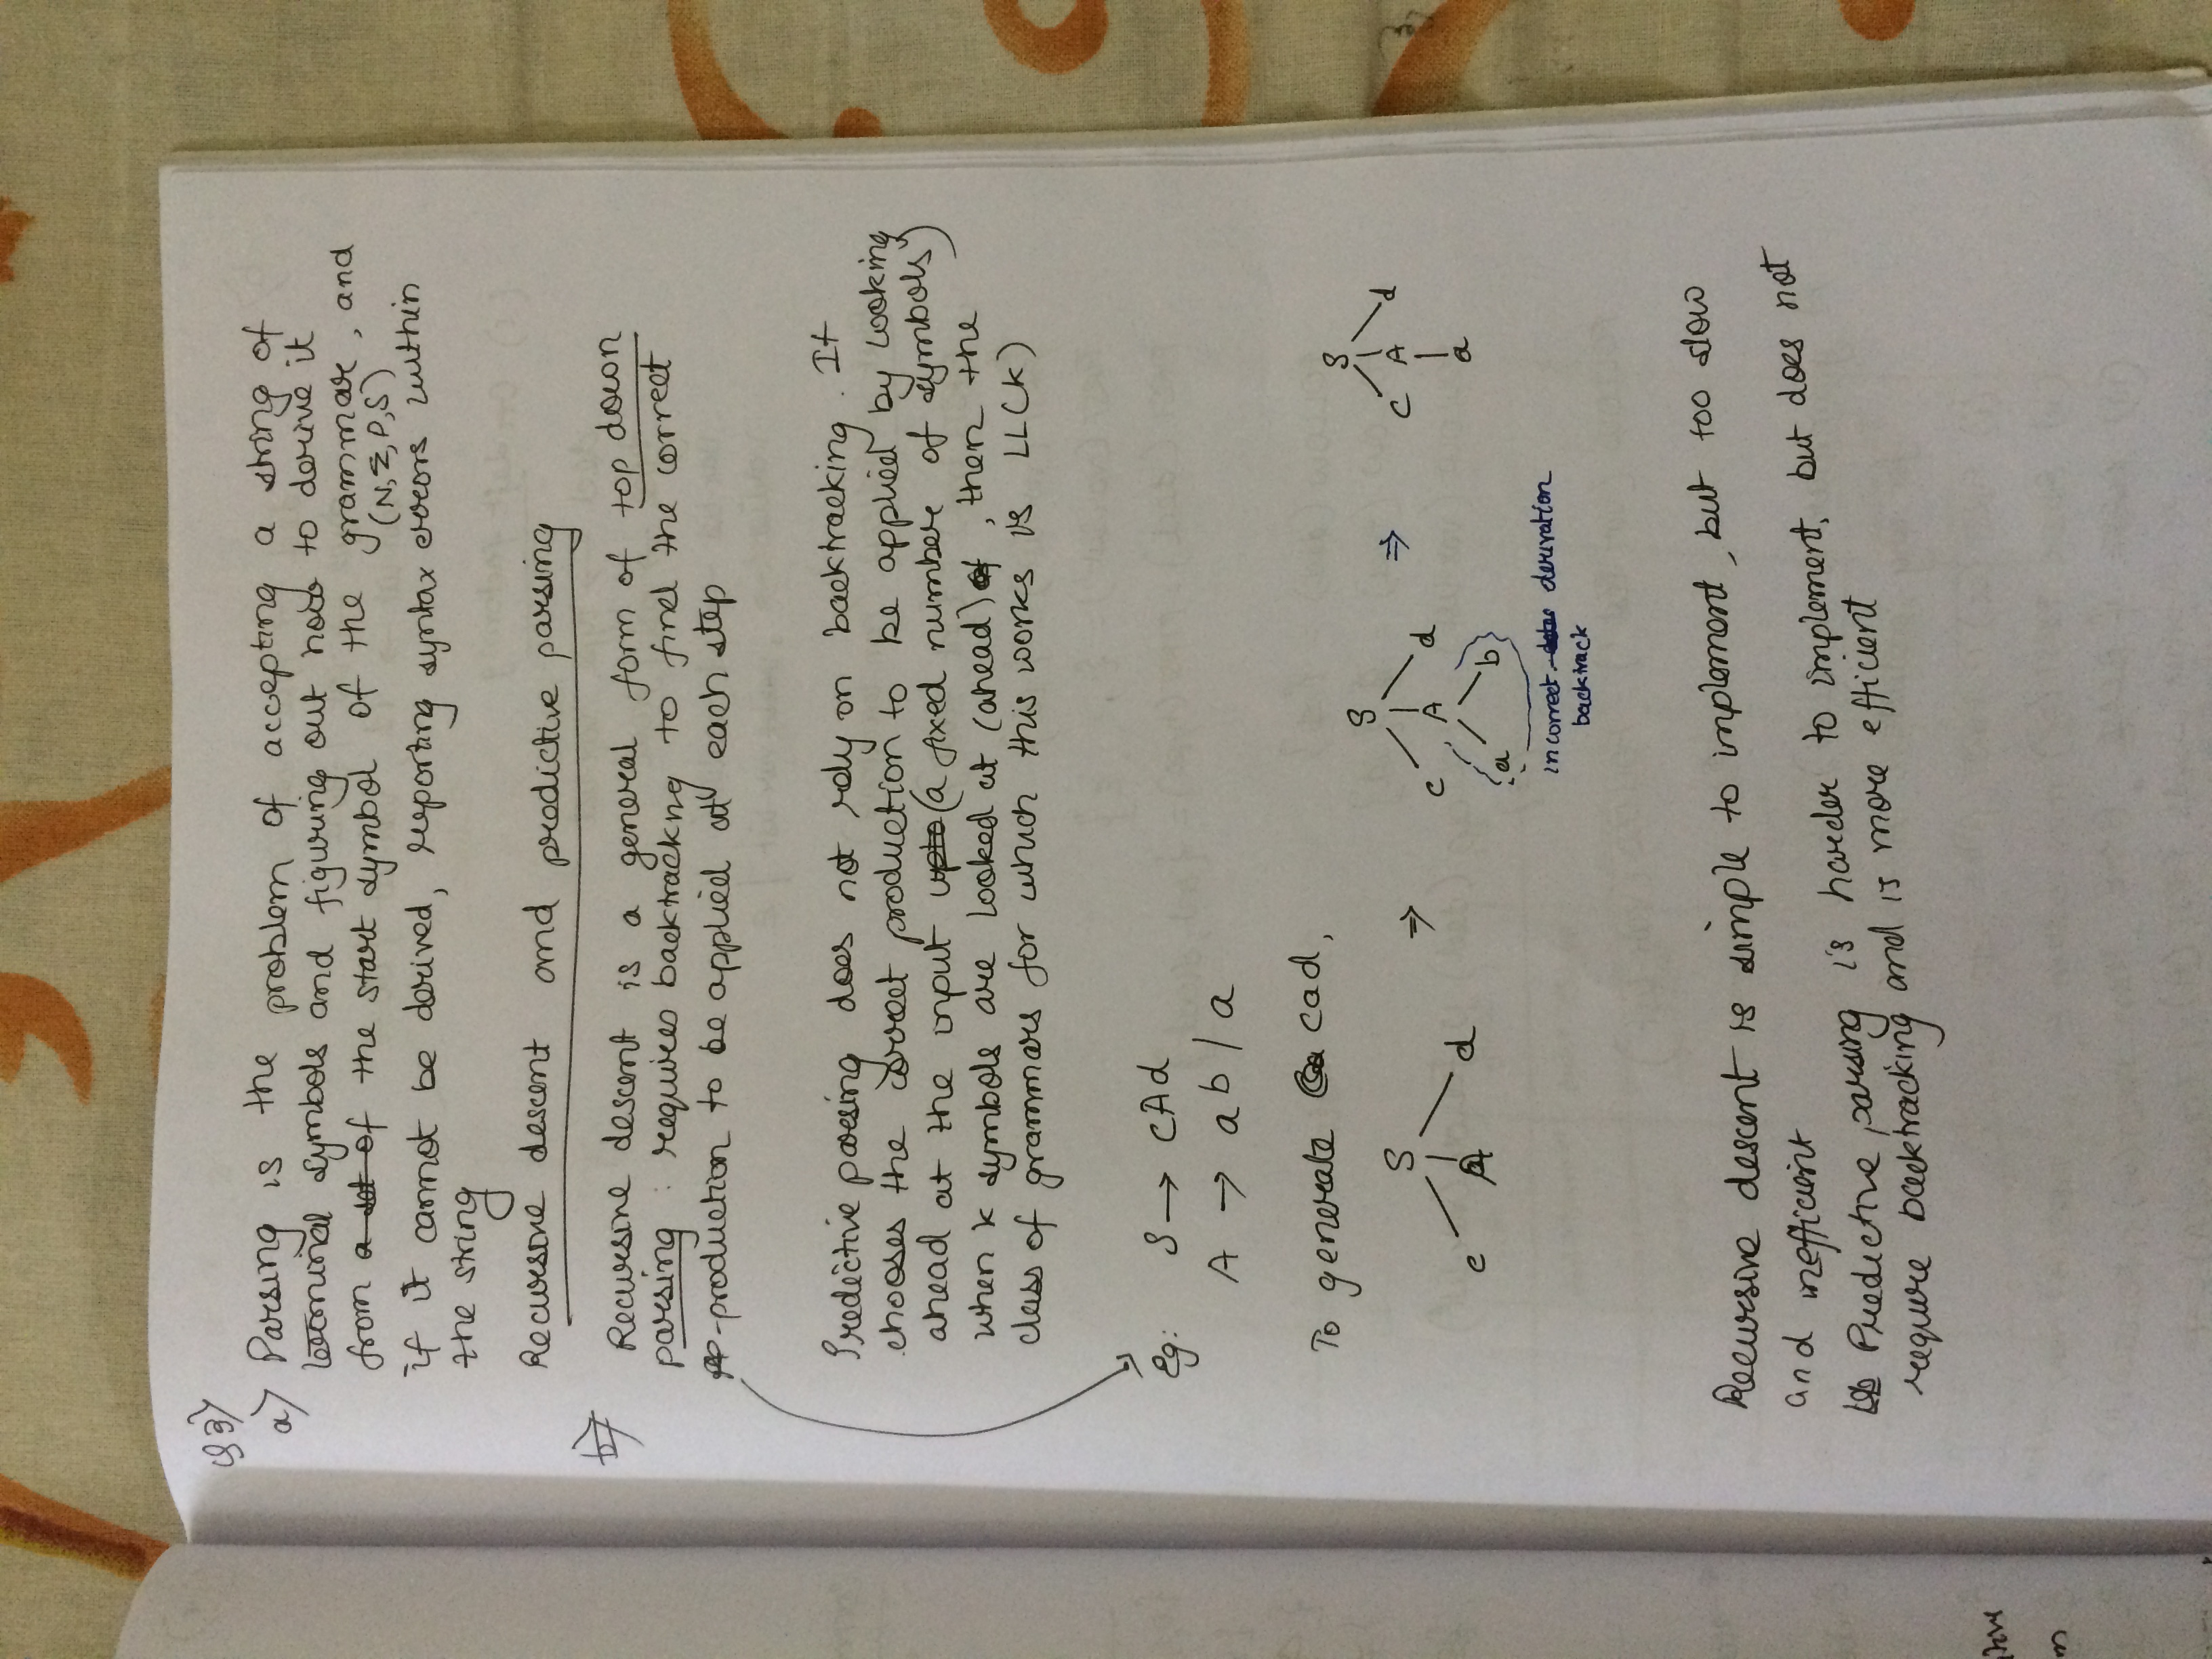 Q3)
a) Parsing is the problem of accepting a string of
terminal symbols and figuring out how to derive it
from a set of the start symbol of the grammar, and
(N, Σ, P, S)
if it cannot be derived, reporting syntax errors within
the string
Recursive descent and predictive parsing
b)
Recursive descent is a general form of top down
parsing : requires backtracking to find the correct
production to be applied at each step
Predictive parsing does not rely on backtracking. It
chooses the correct production to be applied by looking
ahead at the input upto (a fixed number of symbols)
when k symbols are looked at (ahead) of, then the
class of grammars for which this works is LL(k)
Eg: S → cAd
A → ab / a
To generate cad,
S ⇒ S ⇒ S
c A d c A d c A d
a b a
incorrect derivation
backtrack
Recursive descent is simple to implement, but too slow
and inefficient
Predictive parsing is harder to implement, but does not
require backtracking and is more efficient